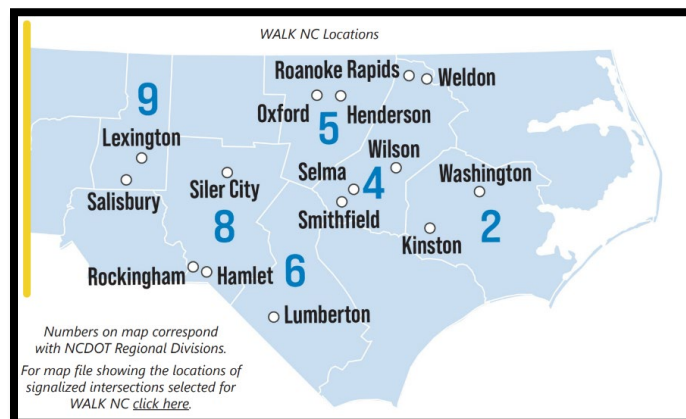 WALK NC Locations
Roanoke Rapids
Weldon
9
Oxford
Henderson
5
Lexington
Wilson
Selma
4
Washington
Salisbury
Siler City
Smithfield
8
Kinston
2
6
Rockingham
Hamlet
Lumberton
Numbers on map correspond
with NCDOT Regional Divisions.
For map file showing the locations of
signalized intersections selected for
WALK NC click here.